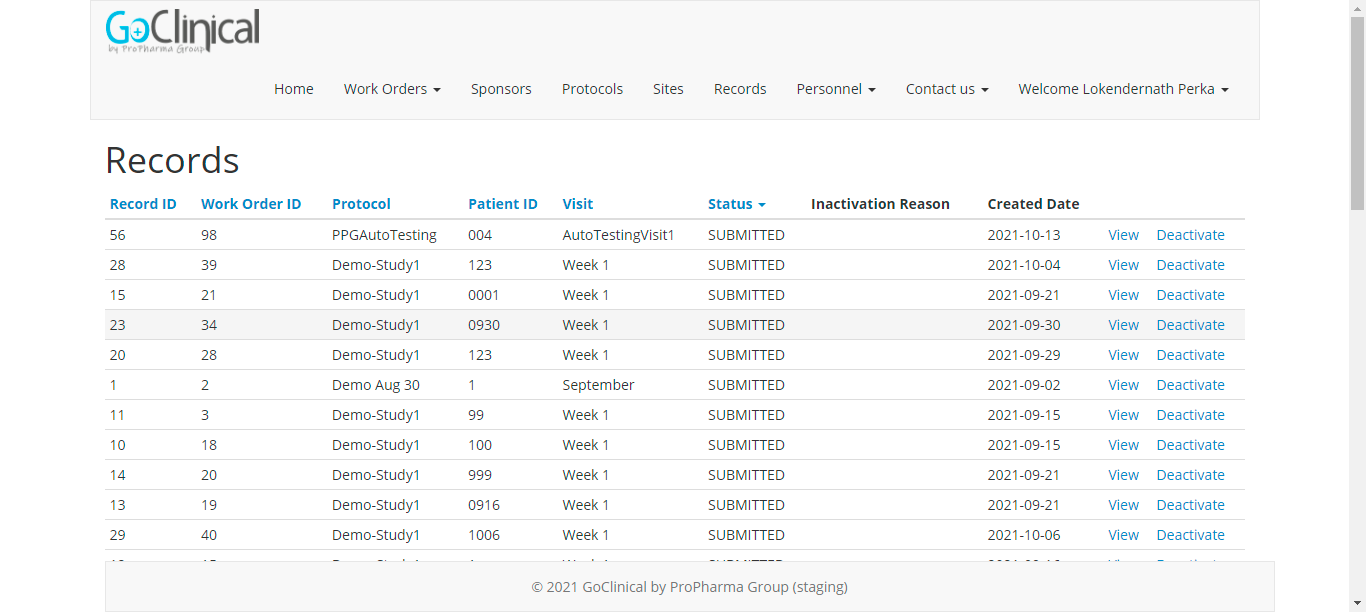 GoClinical
by ProPharma Group
Home Work Orders Sponsors Protocols Sites Records Personnel Contact us Welcome Lokendernath Perka
Records
Record ID Work Order ID Protocol Patient ID Visit Status Inactivation Reason Created Date
56 98 PPGAutoTesting 004 AutoTestingVisit1 SUBMITTED 2021-10-13 View Deactivate
28 39 Demo-Study1 123 Week 1 SUBMITTED 2021-10-04 View Deactivate
15 21 Demo-Study1 0001 Week 1 SUBMITTED 2021-09-21 View Deactivate
23 34 Demo-Study1 0930 Week 1 SUBMITTED 2021-09-30 View Deactivate
20 28 Demo-Study1 123 Week 1 SUBMITTED 2021-09-29 View Deactivate
1 2 Demo Aug 30 1 September SUBMITTED 2021-09-02 View Deactivate
11 3 Demo-Study1 99 Week 1 SUBMITTED 2021-09-15 View Deactivate
10 18 Demo-Study1 100 Week 1 SUBMITTED 2021-09-15 View Deactivate
14 20 Demo-Study1 999 Week 1 SUBMITTED 2021-09-21 View Deactivate
13 19 Demo-Study1 0916 Week 1 SUBMITTED 2021-09-21 View Deactivate
29 40 Demo-Study1 1006 Week 1 SUBMITTED 2021-10-06 View Deactivate
© 2021 GoClinical by ProPharma Group (staging)